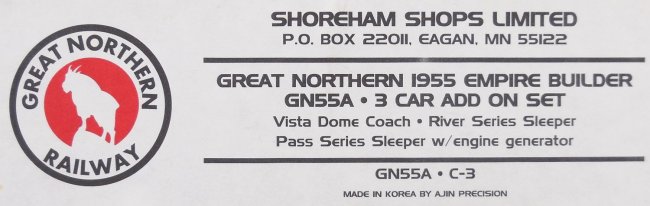 GREAT NORTHERN
RAILWAY
SHOREHAM SHOPS LIMITED
P.O. BOX 22011, EAGAN, MN 55122
GREAT NORTHERN 1955 EMPIRE BUILDER
GN55A • 3 CAR ADD ON SET
Vista Dome Coach • River Series Sleeper
Pass Series Sleeper w/engine generator
GN55A • C-3
MADE IN KOREA BY AJIN PRECISION